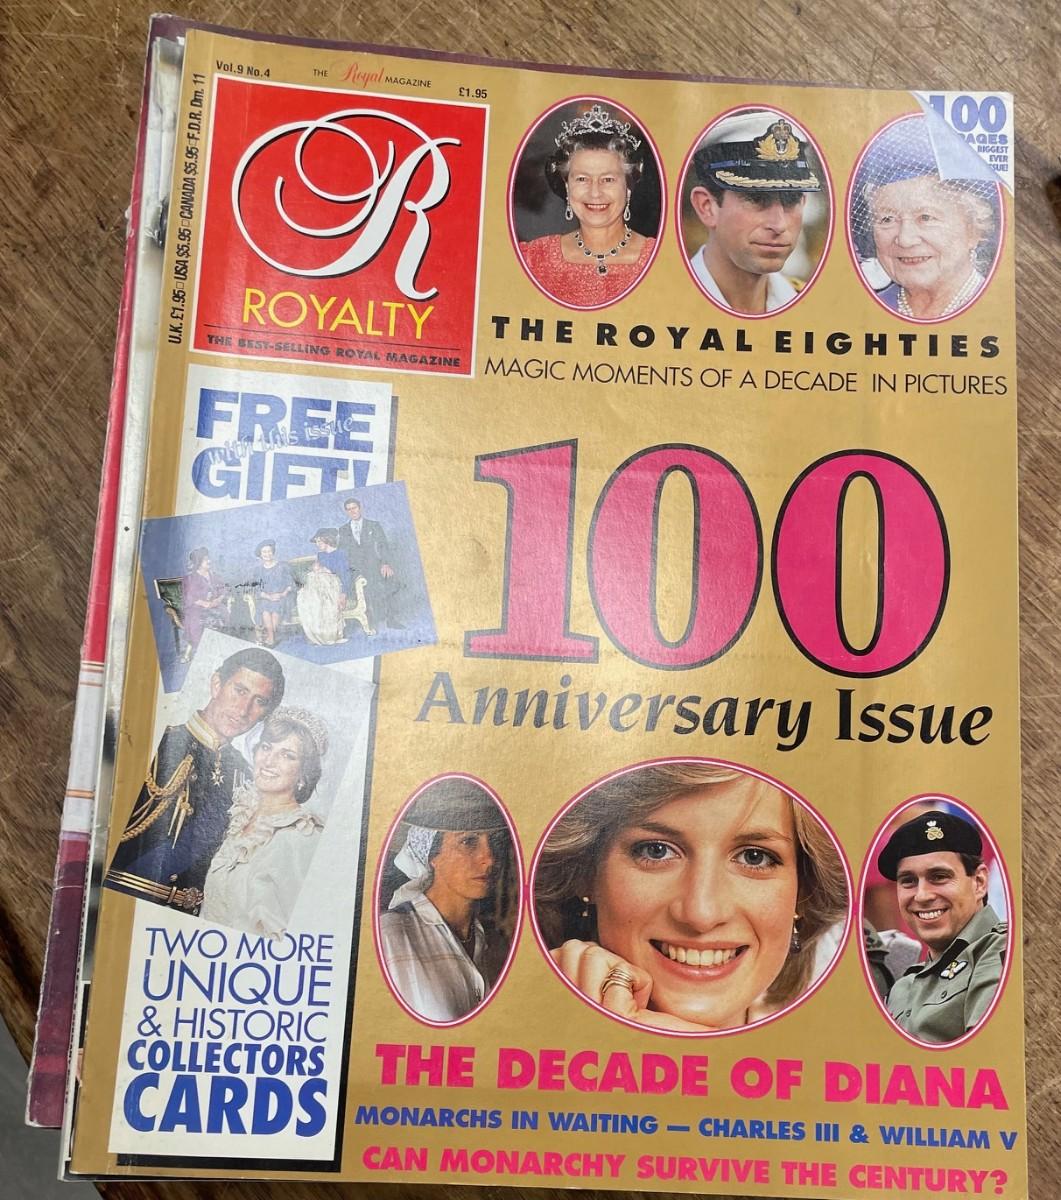 Vol.9 No.4
THE Royal MAGAZINE
£1.95
U.K. £1.95 □ USA $5.95 □ CANADA $5.95 □ F.D.R. Dm. 11
R
ROYALTY
THE BEST-SELLING ROYAL MAGAZINE
100
PAGES
BIGGEST
EVER
ISSUE!
THE ROYAL EIGHTIES
MAGIC MOMENTS OF A DECADE IN PICTURES
FREE
with this issue
GIFT!
100
Anniversary Issue
TWO MORE
UNIQUE
& HISTORIC
COLLECTORS
CARDS
THE DECADE OF DIANA
MONARCHS IN WAITING — CHARLES III & WILLIAM V
CAN MONARCHY SURVIVE THE CENTURY?